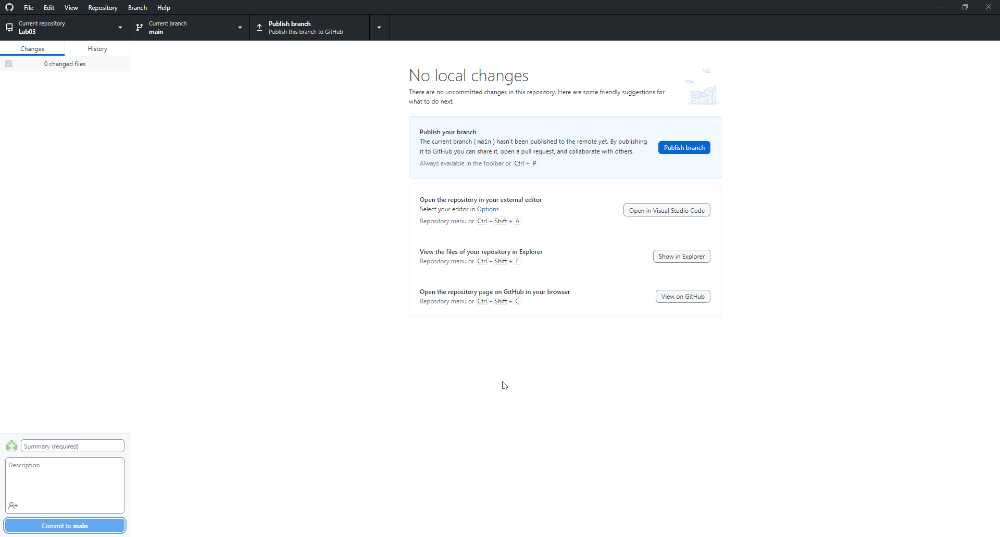 File Edit View Repository Branch Help
Current repository
Lab03
Current branch
main
Publish branch
Publish this branch to GitHub
Changes
History
0 changed files
No local changes
There are no uncommitted changes in this repository. Here are some friendly suggestions for
what to do next.
Publish your branch
The current branch ( main ) hasn't been published to the remote yet. By publishing
it to GitHub you can share it, open a pull request, and collaborate with others.
Always available in the toolbar or Ctrl + P
Publish branch
Open the repository in your external editor
Select your editor in Options
Repository menu or Ctrl + Shift + A
Open in Visual Studio Code
View the files of your repository in Explorer
Repository menu or Ctrl + Shift + F
Show in Explorer
Open the repository page on GitHub in your browser
Repository menu or Ctrl + Shift + G
View on GitHub
Summary (required)
Description
Commit to main